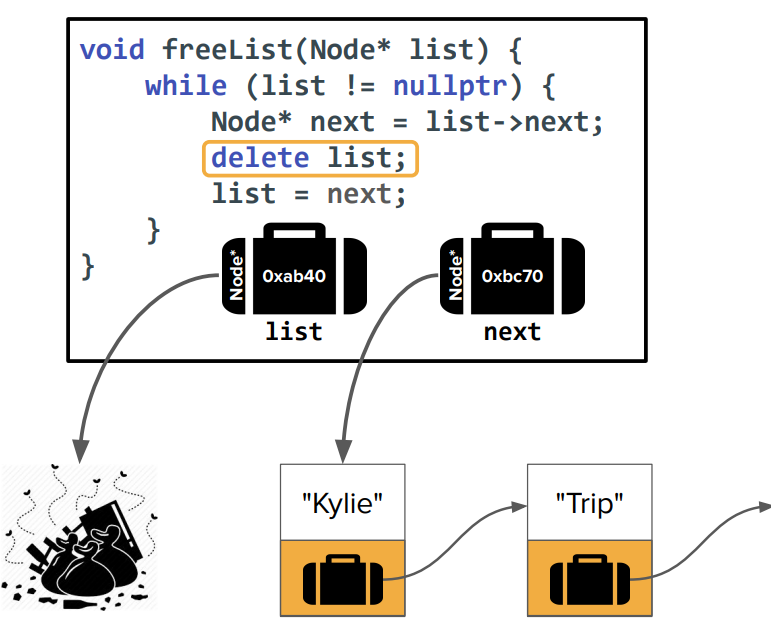 void freeList(Node* list) {
    while (list != nullptr) {
        Node* next = list->next;
        delete list;
        list = next;
    }
}
Node* 0xab40
list
Node* 0xbc70
next
"Kylie"
"Trip"